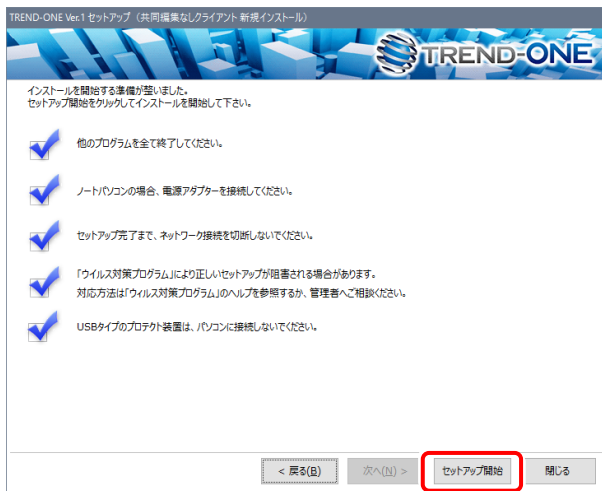 TREND-ONE Ver.1 セットアップ（共同編集なしクライアント 新規インストール）
TREND-ONE
インストールを開始する準備が整いました。
セットアップ開始をクリックしてインストールを開始して下さい。
他のプログラムを全て終了してください。
ノートパソコンの場合、電源アダプターを接続してください。
セットアップ完了まで、ネットワーク接続を切断しないでください。
「ウイルス対策プログラム」により正しいセットアップが阻害される場合があります。
対応方法は「ウィルス対策プログラム」のヘルプを参照するか、管理者へご相談ください。
USBタイプのプロテクト装置は、パソコンに接続しないでください。
< 戻る(B) 次へ(N) > セットアップ開始 閉じる